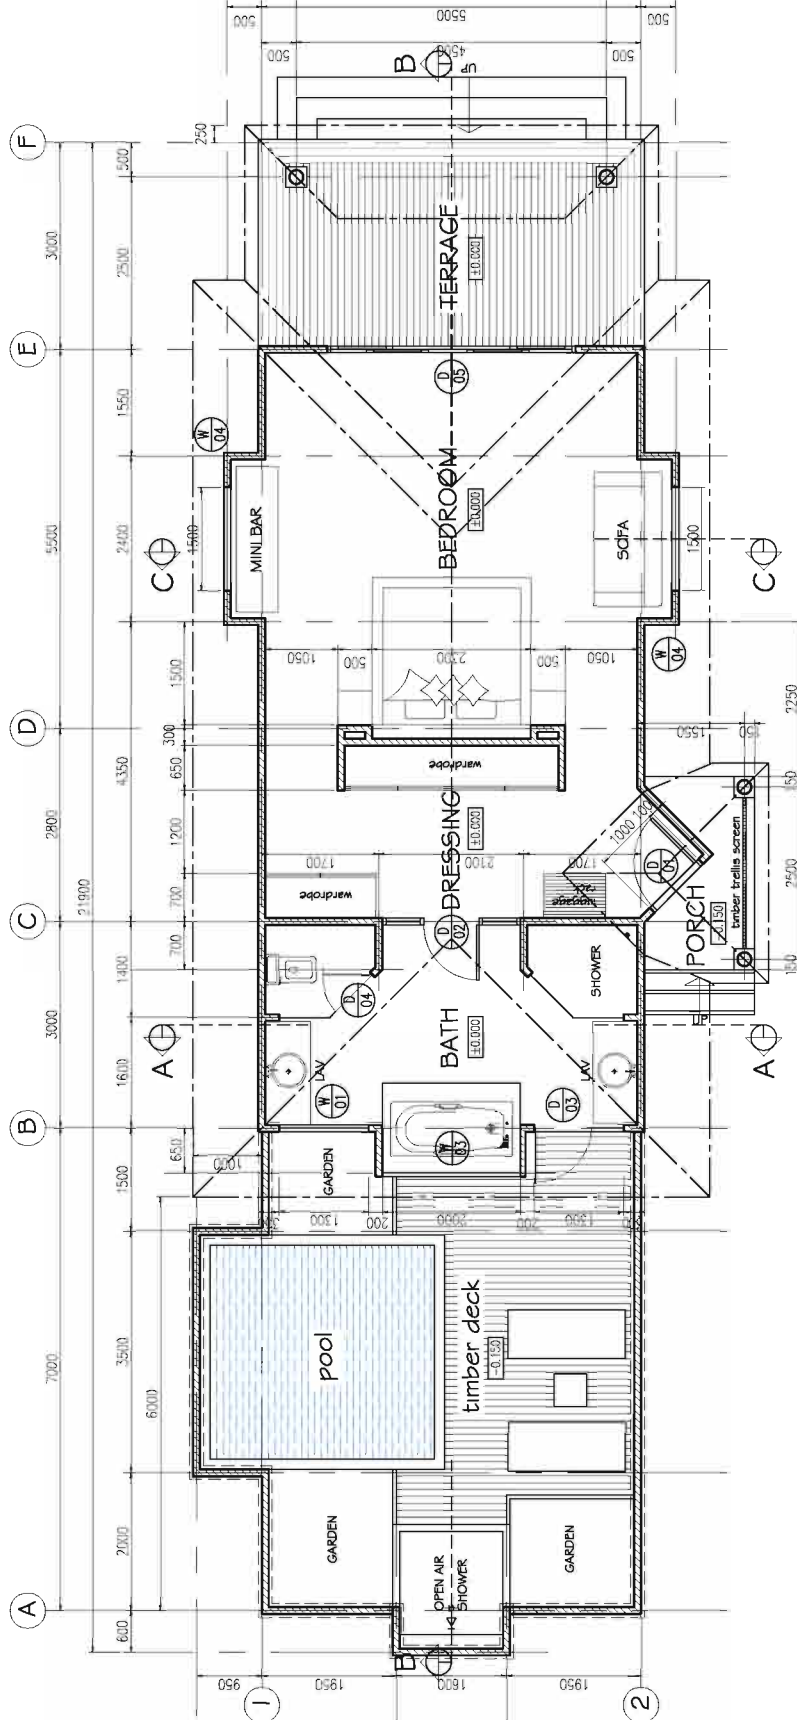 F
E
D
C
B
A
1
2
500
5500
500
500
4500
500
B
UP
250
500
2500
3000
TERRACE
±0.000
D
05
W
04
1550
5500
2400
C
1500
MINI BAR
BEDROOM
±0.000
SOFA
1500
C
W
04
1500
1050
500
2300
500
1050
300
650
4350
1200
700
2800
21900
wardrobe
DRESSING
±0.000
1700
2100
1700
wardrobe
luggage
rack
1000
100
D
01
1550
150
2250
150
2500
150
timber trellis screen
PORCH
-0.150
UP
D
02
700
1400
3000
1600
D
04
SHOWER
A
A
BATH
±0.000
LAV
LAV
W
01
W
03
D
03
650
1000
1500
GARDEN
1300
200
2000
200
1300
7000
3500
6000
pool
timber deck
-0.150
2000
GARDEN
OPEN AIR
SHOWER
GARDEN
600
B
950
1950
1600
1950